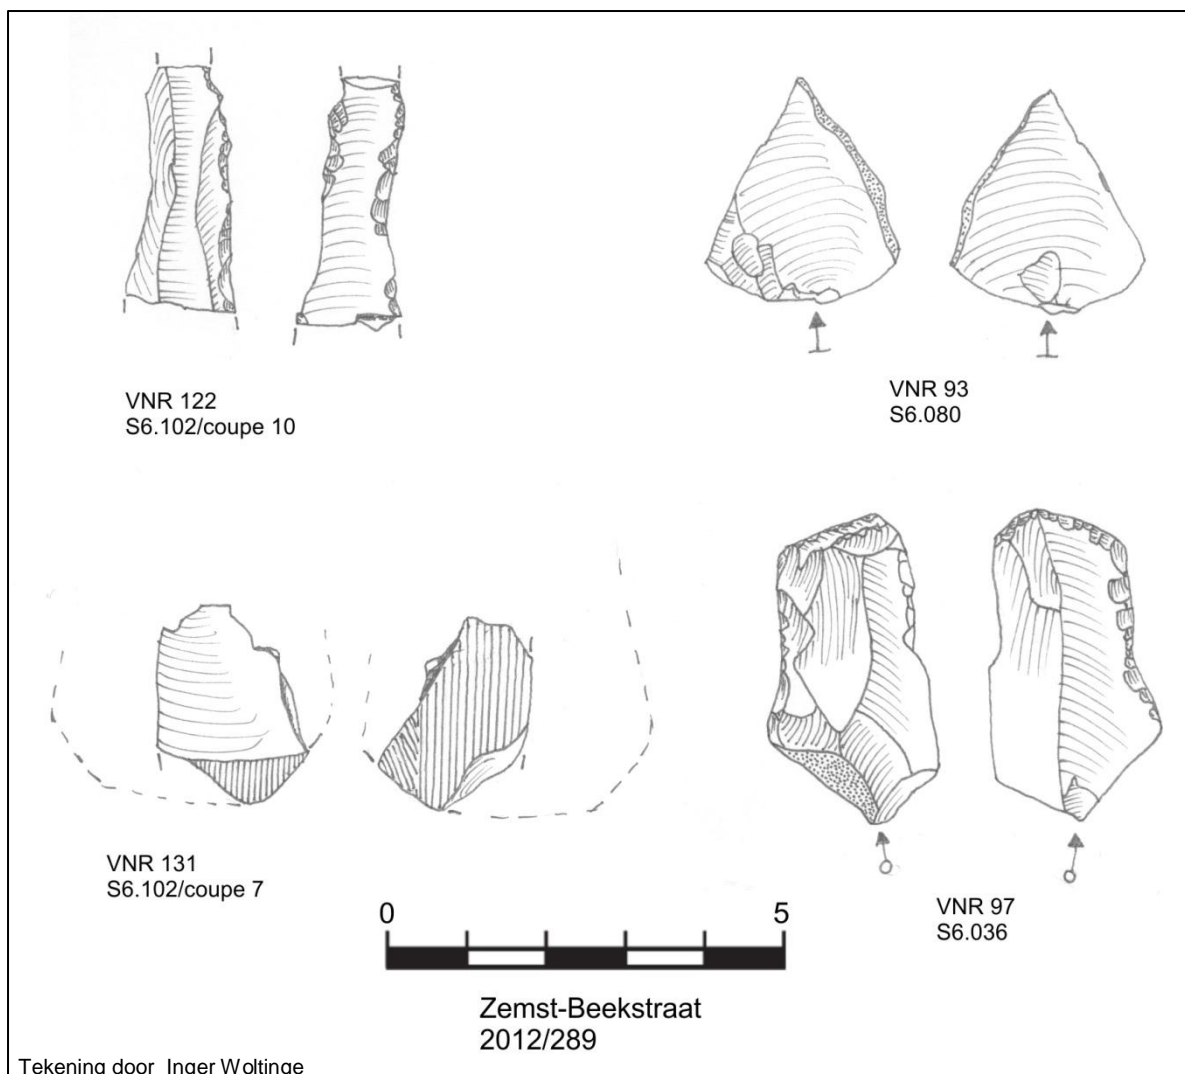 VNR 122
S6.102/coupe 10
VNR 93
S6.080
VNR 131
S6.102/coupe 7
VNR 97
S6.036
0 5
Zemst-Beekstraat
2012/289
Tekening door Inger Woltinge